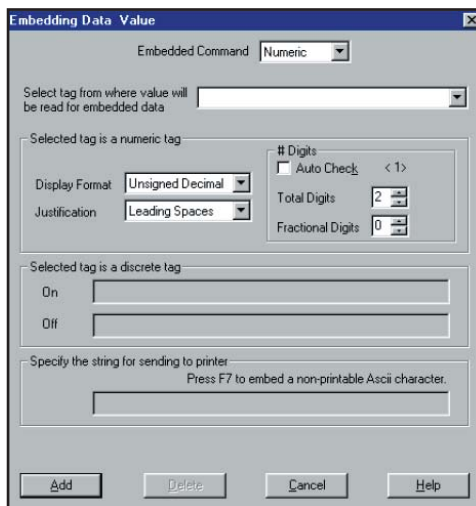 Embedding Data Value
Embedded Command Numeric
Select tag from where value will
be read for embedded data
Selected tag is a numeric tag
# Digits
Auto Check <1>
Display Format Unsigned Decimal
Total Digits 2
Justification Leading Spaces
Fractional Digits 0
Selected tag is a discrete tag
On
Off
Specify the string for sending to printer
Press F7 to embed a non-printable Ascii character.
Add Delete Cancel Help